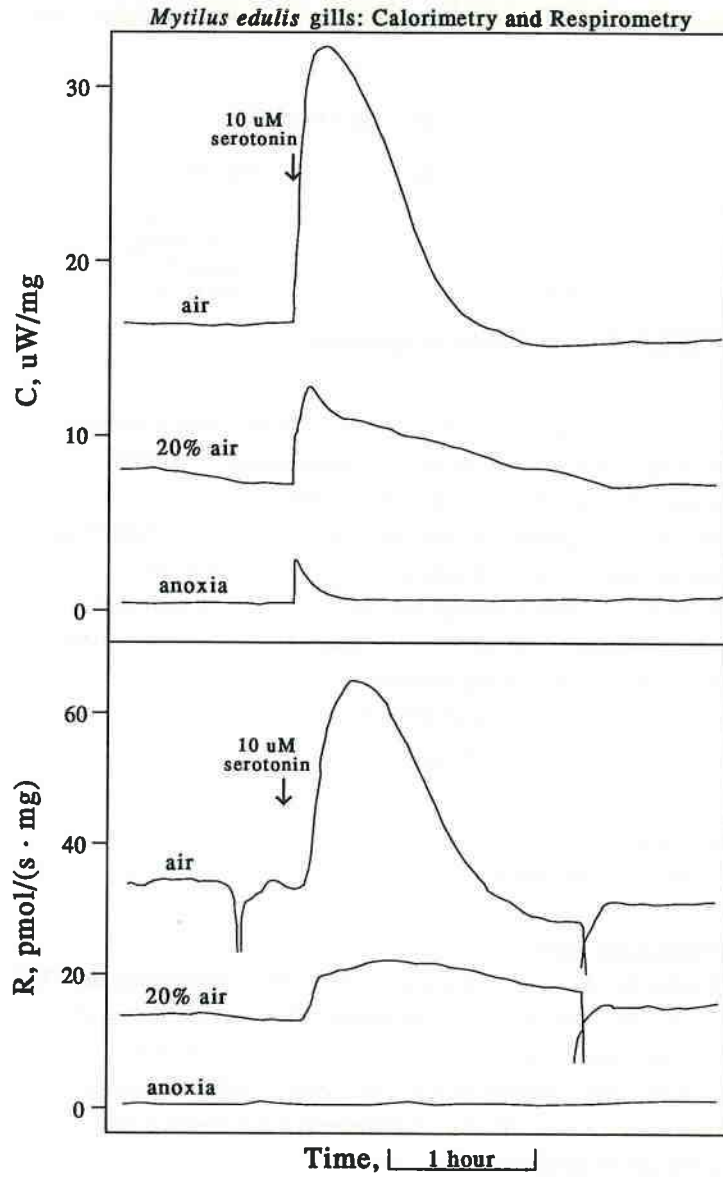 Mytilus edulis gills: Calorimetry and Respirometry
30
10 uM
serotonin
20
air
C, uW/mg
10
20% air
anoxia
0
60
10 uM
serotonin
40
air
R, pmol/(s · mg)
20
20% air
anoxia
0
Time, 1 hour